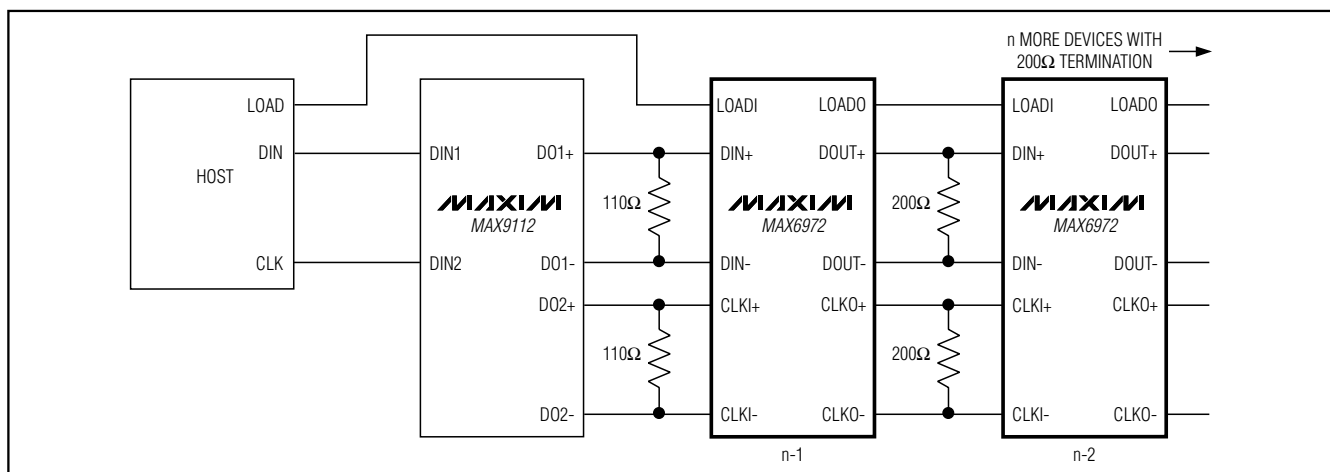 n MORE DEVICES WITH
200Ω TERMINATION
HOST
LOAD
DIN
CLK
DIN1
DIN2
MAXIM
MAX9112
DO1+
DO1-
DO2+
DO2-
110Ω
110Ω
LOADI
DIN+
DIN-
CLKI+
CLKI-
MAXIM
MAX6972
LOADO
DOUT+
DOUT-
CLKO+
CLKO-
n-1
200Ω
200Ω
LOADI
DIN+
DIN-
CLKI+
CLKI-
MAXIM
MAX6972
LOADO
DOUT+
DOUT-
CLKO+
CLKO-
n-2